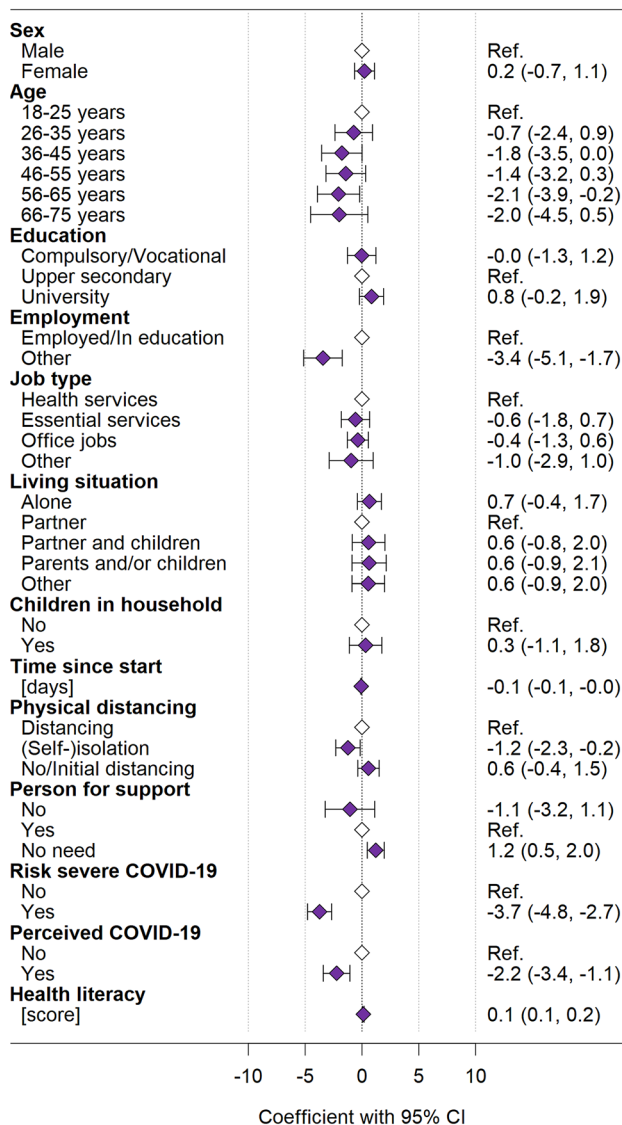 Sex
Male Ref.
Female 0.2 (-0.7, 1.1)
Age
18-25 years Ref.
26-35 years -0.7 (-2.4, 0.9)
36-45 years -1.8 (-3.5, 0.0)
46-55 years -1.4 (-3.2, 0.3)
56-65 years -2.1 (-3.9, -0.2)
66-75 years -2.0 (-4.5, 0.5)
Education
Compulsory/Vocational -0.0 (-1.3, 1.2)
Upper secondary Ref.
University 0.8 (-0.2, 1.9)
Employment
Employed/In education Ref.
Other -3.4 (-5.1, -1.7)
Job type
Health services Ref.
Essential services -0.6 (-1.8, 0.7)
Office jobs -0.4 (-1.3, 0.6)
Other -1.0 (-2.9, 1.0)
Living situation
Alone 0.7 (-0.4, 1.7)
Partner Ref.
Partner and children 0.6 (-0.8, 2.0)
Parents and/or children 0.6 (-0.9, 2.1)
Other 0.6 (-0.9, 2.0)
Children in household
No Ref.
Yes 0.3 (-1.1, 1.8)
Time since start
[days] -0.1 (-0.1, -0.0)
Physical distancing
Distancing Ref.
(Self-)isolation -1.2 (-2.3, -0.2)
No/Initial distancing 0.6 (-0.4, 1.5)
Person for support
No -1.1 (-3.2, 1.1)
Yes Ref.
No need 1.2 (0.5, 2.0)
Risk severe COVID-19
No Ref.
Yes -3.7 (-4.8, -2.7)
Perceived COVID-19
No Ref.
Yes -2.2 (-3.4, -1.1)
Health literacy
[score] 0.1 (0.1, 0.2)
-10 -5 0 5 10
Coefficient with 95% CI